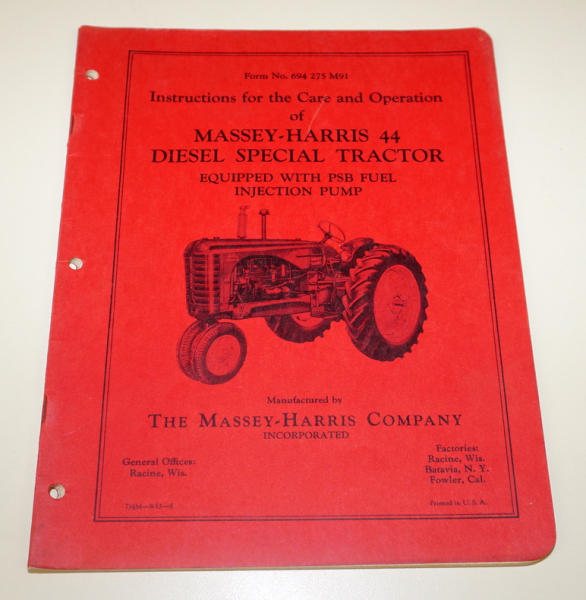 Form No. 694 275 M91
Instructions for the Care and Operation
of
MASSEY-HARRIS 44
DIESEL SPECIAL TRACTOR
EQUIPPED WITH PSB FUEL
INJECTION PUMP
Manufactured by
THE MASSEY-HARRIS COMPANY
INCORPORATED
General Offices:
Racine, Wis.
Factories:
Racine, Wis.
Batavia, N. Y.
Fowler, Cal.
Printed in U. S. A.